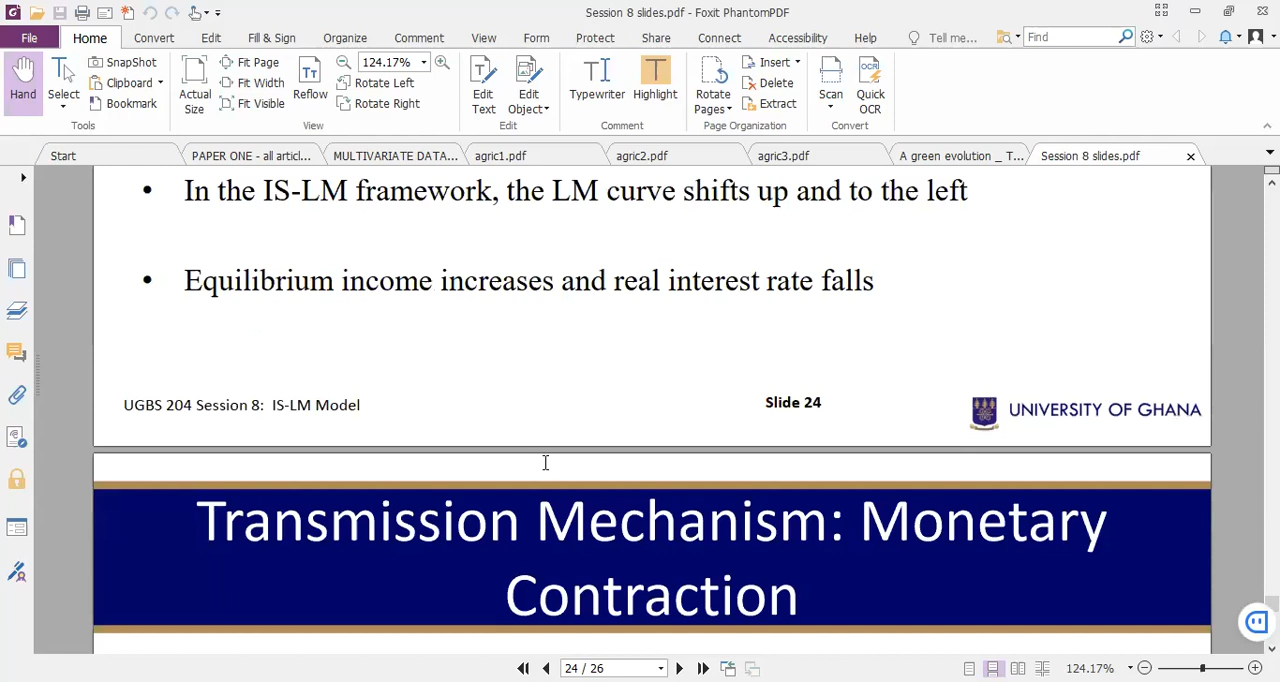 Session 8 slides.pdf - Foxit PhantomPDF
File Home Convert Edit Fill & Sign Organize Comment View Form Protect Share Connect Accessibility Help Tell me... Find
Hand
Select
SnapShot
Clipboard
Bookmark
Tools
Actual Size
Fit Page
Fit Width
Fit Visible
Reflow
124.17%
Rotate Left
Rotate Right
View
Edit Text
Edit Object
Edit
Typewriter
Highlight
Comment
Rotate Pages
Insert
Delete
Extract
Page Organization
Scan
OCR
Quick OCR
Convert
Start PAPER ONE - all articl... MULTIVARIATE DATA... agric1.pdf agric2.pdf agric3.pdf A green evolution _ T... Session 8 slides.pdf
• In the IS-LM framework, the LM curve shifts up and to the left
• Equilibrium income increases and real interest rate falls
UGBS 204 Session 8: IS-LM Model Slide 24 UNIVERSITY OF GHANA
Transmission Mechanism: Monetary
Contraction
24 / 26 124.17%